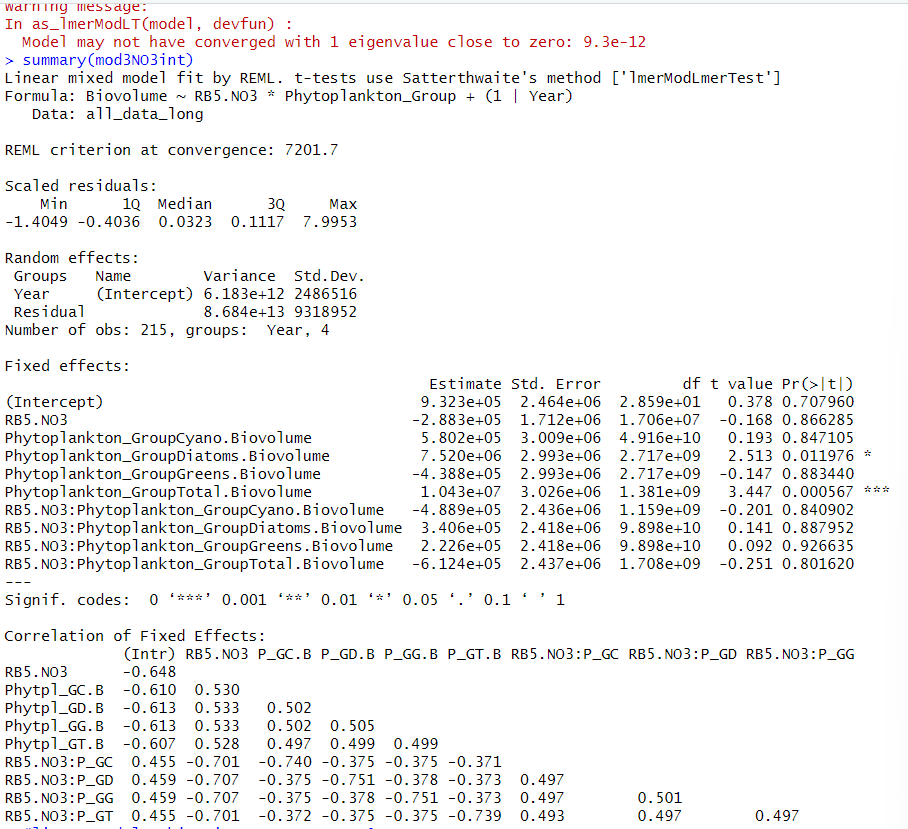 warning message:
In as_lmerModLT(model, devfun) :
  Model may not have converged with 1 eigenvalue close to zero: 9.3e-12
> summary(mod3NO3int)
Linear mixed model fit by REML. t-tests use Satterthwaite's method ['lmerModLmerTest']
Formula: Biovolume ~ RB5.NO3 * Phytoplankton_Group + (1 | Year)
   Data: all_data_long

REML criterion at convergence: 7201.7

Scaled residuals:
    Min      1Q  Median      3Q     Max
-1.4049 -0.4036  0.0323  0.1117  7.9953

Random effects:
 Groups   Name        Variance  Std.Dev.
 Year     (Intercept) 6.183e+12 2486516
 Residual             8.684e+13 9318952
Number of obs: 215, groups:  Year, 4

Fixed effects:
                                              Estimate Std. Error         df t value Pr(>|t|)
(Intercept)                                  9.323e+05  2.464e+06  2.859e+01   0.378 0.707960
RB5.NO3                                     -2.883e+05  1.712e+06  1.706e+07  -0.168 0.866285
Phytoplankton_GroupCyano.Biovolume           5.802e+05  3.009e+06  4.916e+10   0.193 0.847105
Phytoplankton_GroupDiatoms.Biovolume         7.520e+06  2.993e+06  2.717e+09   2.513 0.011976 *
Phytoplankton_GroupGreens.Biovolume         -4.388e+05  2.993e+06  2.717e+09  -0.147 0.883440
Phytoplankton_GroupTotal.Biovolume           1.043e+07  3.026e+06  1.381e+09   3.447 0.000567 ***
RB5.NO3:Phytoplankton_GroupCyano.Biovolume  -4.889e+05  2.436e+06  1.159e+09  -0.201 0.840902
RB5.NO3:Phytoplankton_GroupDiatoms.Biovolume 3.406e+05  2.418e+06  9.898e+10   0.141 0.887952
RB5.NO3:Phytoplankton_GroupGreens.Biovolume  2.226e+05  2.418e+06  9.898e+10   0.092 0.926635
RB5.NO3:Phytoplankton_GroupTotal.Biovolume  -6.124e+05  2.437e+06  1.708e+09  -0.251 0.801620
---
Signif. codes:  0 ‘***’ 0.001 ‘**’ 0.01 ‘*’ 0.05 ‘.’ 0.1 ‘ ’ 1

Correlation of Fixed Effects:
            (Intr) RB5.NO3 P_GC.B P_GD.B P_GG.B P_GT.B RB5.NO3:P_GC RB5.NO3:P_GD RB5.NO3:P_GG
RB5.NO3     -0.648
Phytpl_GC.B -0.610  0.530
Phytpl_GD.B -0.613  0.533   0.502
Phytpl_GG.B -0.613  0.533   0.502  0.505
Phytpl_GT.B -0.607  0.528   0.497  0.499  0.499
RB5.NO3:P_GC  0.455 -0.701  -0.740 -0.375 -0.375 -0.371
RB5.NO3:P_GD  0.459 -0.707  -0.375 -0.751 -0.378 -0.373  0.497
RB5.NO3:P_GG  0.459 -0.707  -0.375 -0.378 -0.751 -0.373  0.497        0.501
RB5.NO3:P_GT  0.455 -0.701  -0.372 -0.375 -0.375 -0.739  0.493        0.497        0.497